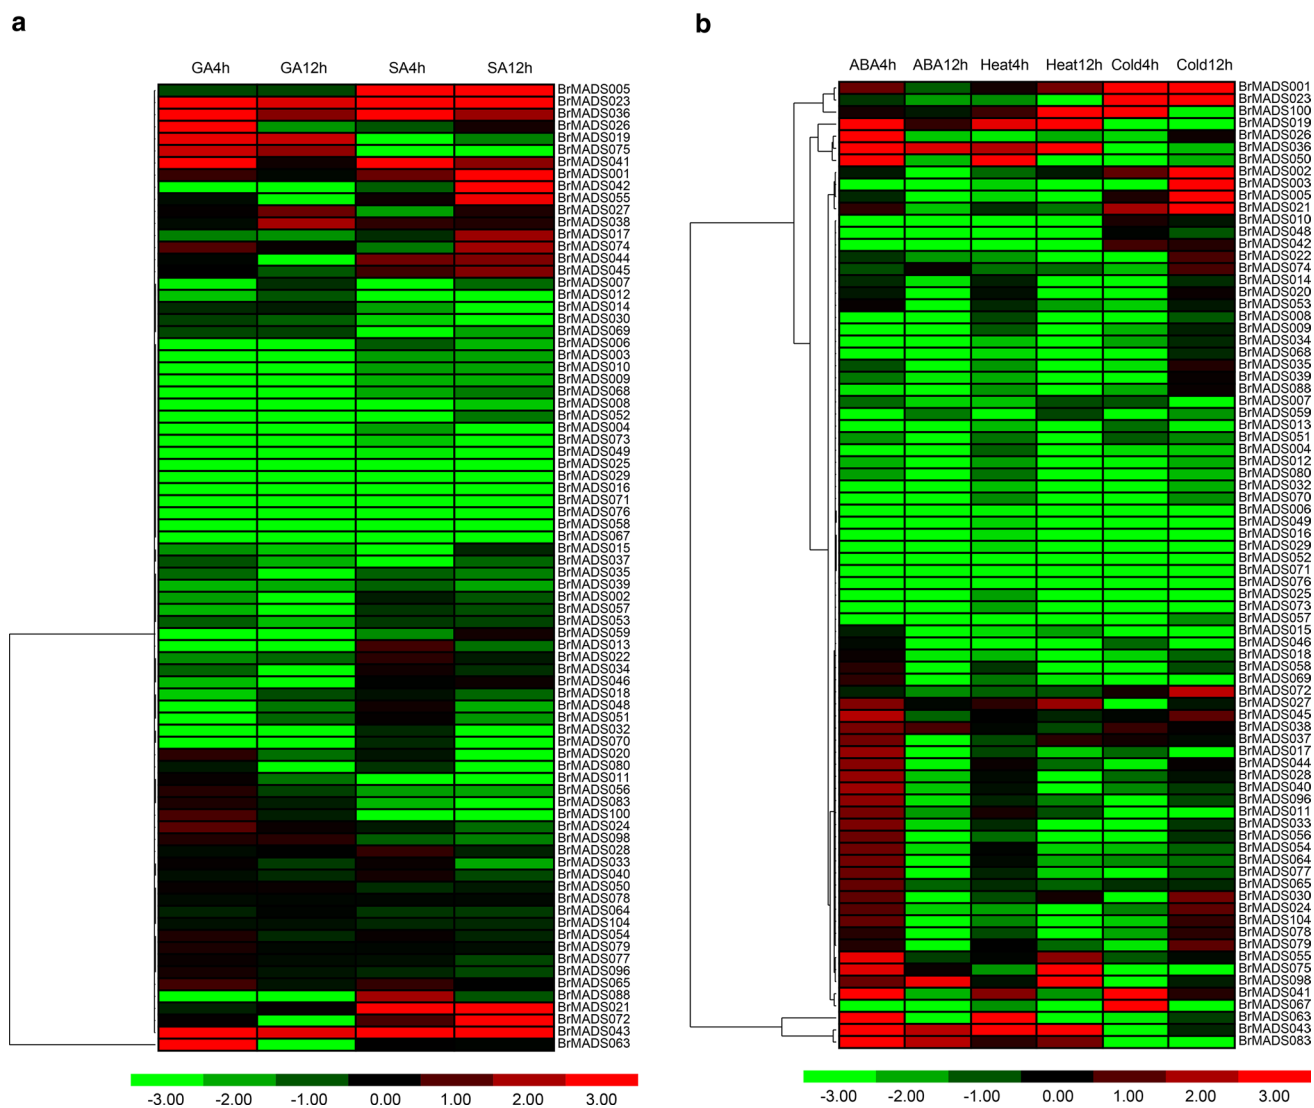 a
GA4h GA12h SA4h SA12h
BrMADS005
BrMADS023
BrMADS036
BrMADS026
BrMADS019
BrMADS075
BrMADS041
BrMADS001
BrMADS042
BrMADS055
BrMADS027
BrMADS038
BrMADS017
BrMADS074
BrMADS044
BrMADS045
BrMADS007
BrMADS012
BrMADS014
BrMADS030
BrMADS069
BrMADS006
BrMADS003
BrMADS010
BrMADS009
BrMADS068
BrMADS008
BrMADS052
BrMADS004
BrMADS073
BrMADS049
BrMADS025
BrMADS029
BrMADS016
BrMADS071
BrMADS076
BrMADS058
BrMADS067
BrMADS015
BrMADS037
BrMADS035
BrMADS039
BrMADS002
BrMADS057
BrMADS053
BrMADS059
BrMADS013
BrMADS022
BrMADS034
BrMADS046
BrMADS018
BrMADS048
BrMADS051
BrMADS032
BrMADS070
BrMADS020
BrMADS080
BrMADS011
BrMADS056
BrMADS083
BrMADS100
BrMADS024
BrMADS098
BrMADS028
BrMADS033
BrMADS040
BrMADS050
BrMADS078
BrMADS064
BrMADS104
BrMADS054
BrMADS079
BrMADS077
BrMADS096
BrMADS065
BrMADS088
BrMADS021
BrMADS072
BrMADS043
BrMADS063
-3.00 -2.00 -1.00 0.00 1.00 2.00 3.00
b
ABA4h ABA12h Heat4h Heat12h Cold4h Cold12h
BrMADS001
BrMADS023
BrMADS100
BrMADS019
BrMADS026
BrMADS036
BrMADS050
BrMADS002
BrMADS003
BrMADS005
BrMADS021
BrMADS010
BrMADS048
BrMADS042
BrMADS022
BrMADS074
BrMADS014
BrMADS020
BrMADS053
BrMADS008
BrMADS009
BrMADS034
BrMADS068
BrMADS035
BrMADS039
BrMADS088
BrMADS007
BrMADS059
BrMADS013
BrMADS051
BrMADS004
BrMADS012
BrMADS080
BrMADS032
BrMADS070
BrMADS006
BrMADS049
BrMADS016
BrMADS029
BrMADS052
BrMADS071
BrMADS076
BrMADS025
BrMADS073
BrMADS057
BrMADS015
BrMADS046
BrMADS018
BrMADS058
BrMADS069
BrMADS072
BrMADS027
BrMADS045
BrMADS038
BrMADS037
BrMADS017
BrMADS044
BrMADS028
BrMADS040
BrMADS096
BrMADS011
BrMADS033
BrMADS056
BrMADS054
BrMADS064
BrMADS077
BrMADS065
BrMADS030
BrMADS024
BrMADS104
BrMADS078
BrMADS079
BrMADS055
BrMADS075
BrMADS098
BrMADS041
BrMADS067
BrMADS063
BrMADS043
BrMADS083
-3.00 -2.00 -1.00 0.00 1.00 2.00 3.00